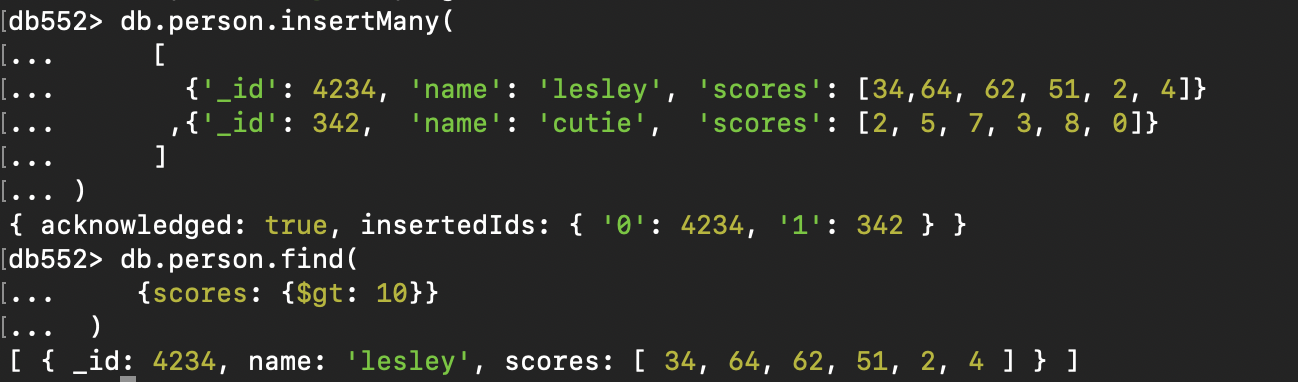 [db552> db.person.insertMany(
[... [
[... {'_id': 4234, 'name': 'lesley', 'scores': [34,64, 62, 51, 2, 4]}
[... ,{'_id': 342, 'name': 'cutie', 'scores': [2, 5, 7, 3, 8, 0]}
[... ]
[... )
{ acknowledged: true, insertedIds: { '0': 4234, '1': 342 } }
[db552> db.person.find(
[... {scores: {$gt: 10}}
[... )
[ { _id: 4234, name: 'lesley', scores: [ 34, 64, 62, 51, 2, 4 ] } ]